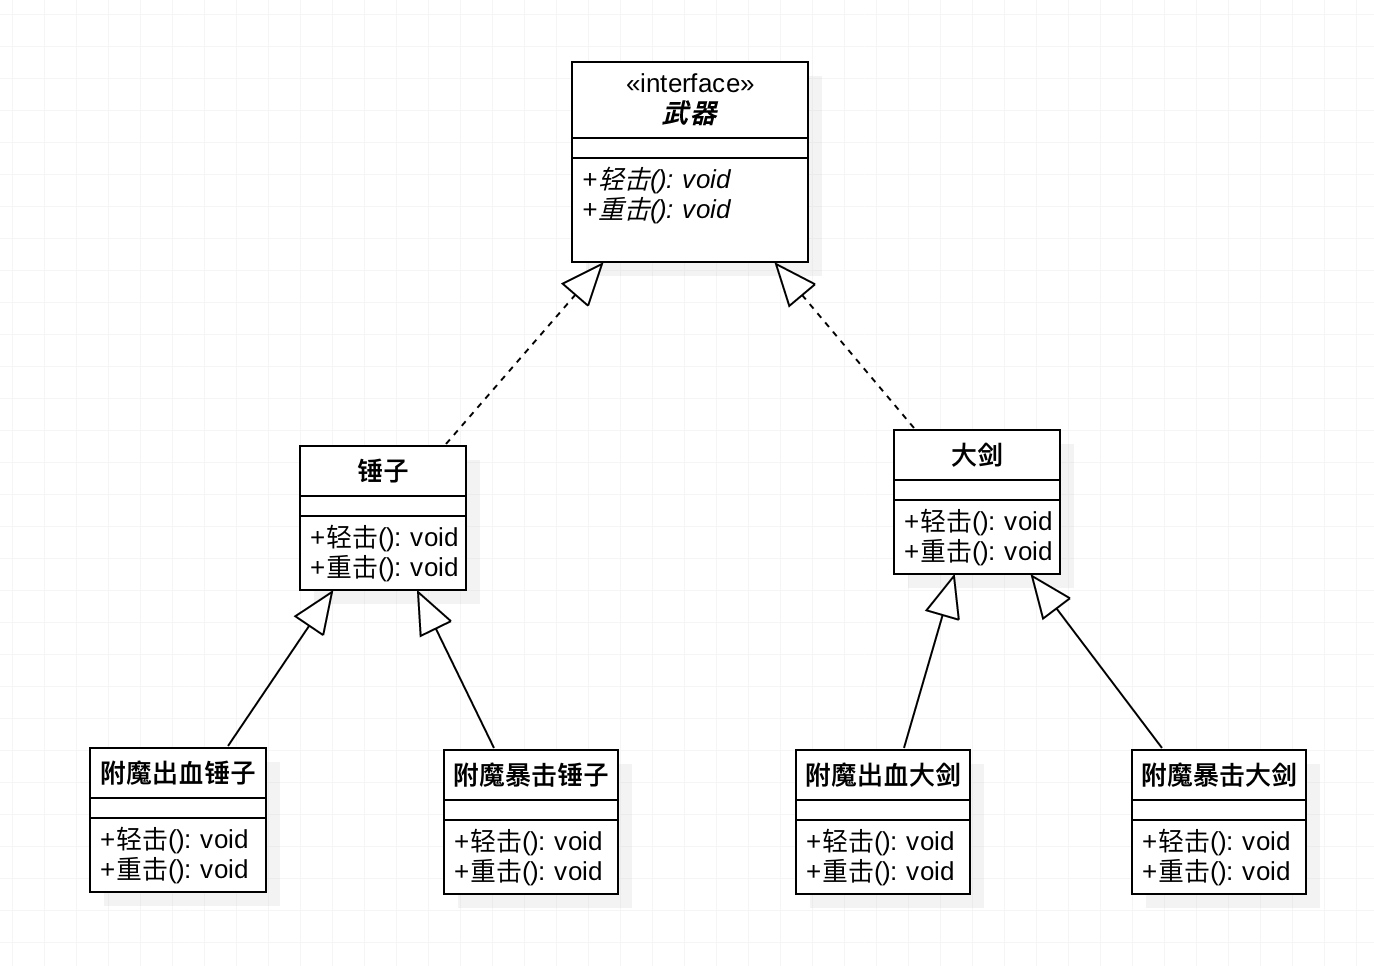 «interface»
武器
+轻击(): void
+重击(): void
锤子
+轻击(): void
+重击(): void
大剑
+轻击(): void
+重击(): void
附魔出血锤子
+轻击(): void
+重击(): void
附魔暴击锤子
+轻击(): void
+重击(): void
附魔出血大剑
+轻击(): void
+重击(): void
附魔暴击大剑
+轻击(): void
+重击(): void